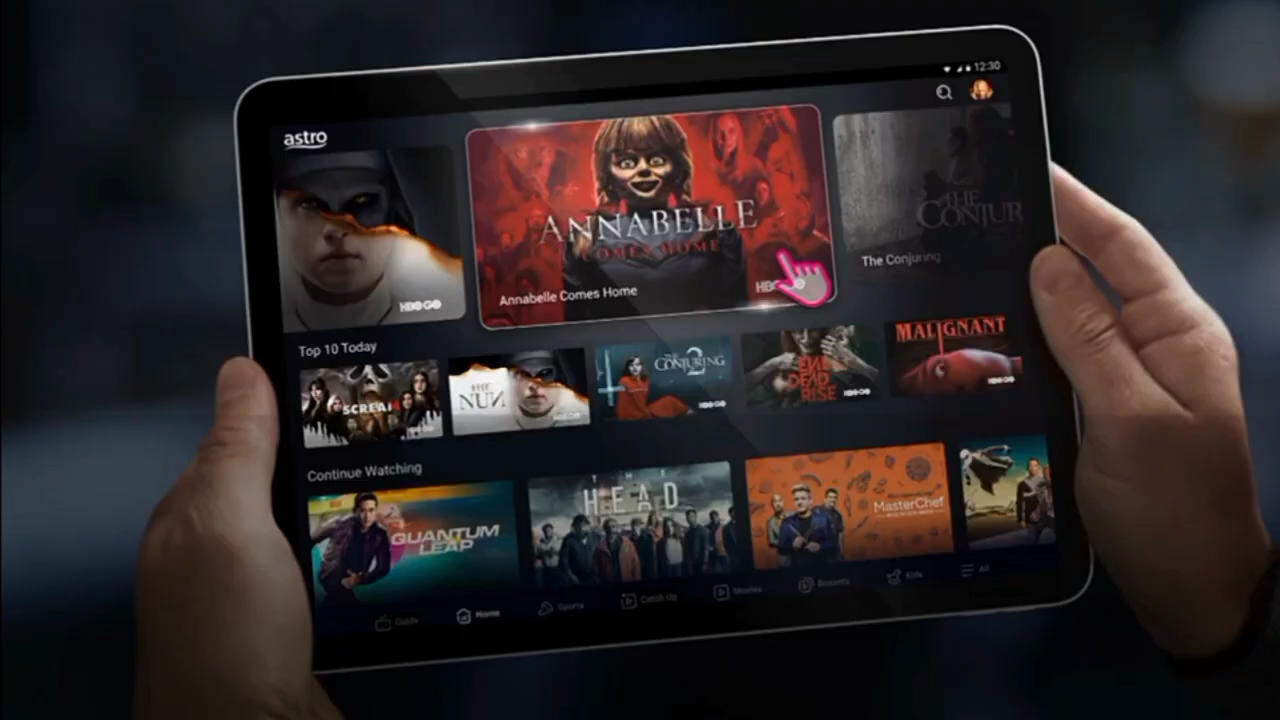 12:30
astro
HBO GO
ANNABELLE
COMES HOME
Annabelle Comes Home
THE
CONJUR
The Conjuring
Top 10 Today
SCREAM
THE
NUN
HBO GO
THE
CONJURING
2
HBO GO
EVIL
DEAD
RISE
HBO GO
MALIGNANT
HBO GO
Continue Watching
QUANTUM
LEAP
THE
HEAD
MasterChef
Guide
Home
Sports
Catch Up
Movies
Boosets
Kids
All